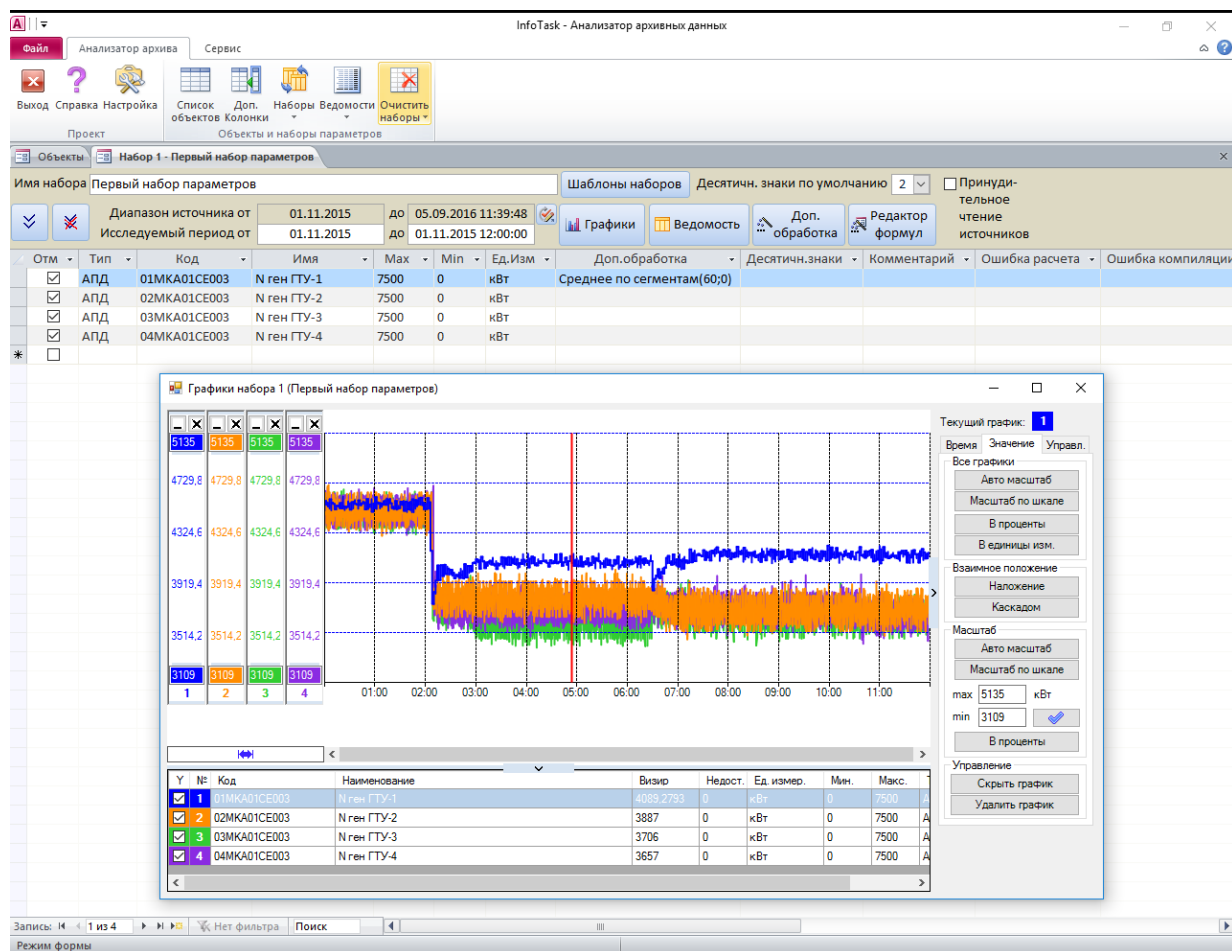 InfoTask - Анализатор архивных данных
Файл Анализатор архива Сервис
Выход Справка Настройка Список объектов Доп. Колонки Наборы Ведомости Очистить наборы
Проект Объекты и наборы параметров
Объекты Набор 1 - Первый набор параметров
Имя набора Первый набор параметров Шаблоны наборов Десятичн. знаки по умолчанию 2 Принуди-
тельное
чтение
источников
Диапазон источника от 01.11.2015 до 05.09.2016 11:39:48
Исследуемый период от 01.11.2015 до 01.11.2015 12:00:00
Графики Ведомость Доп. обработка Редактор формул
Отм Тип Код Имя Max Min Ед.Изм Доп.обработка Десятичн.знаки Комментарий Ошибка расчета Ошибка компиляции
АПД 01МКА01СЕ003 N ген ГТУ-1 7500 0 кВт Среднее по сегментам(60;0)
АПД 02МКА01СЕ003 N ген ГТУ-2 7500 0 кВт
АПД 03МКА01СЕ003 N ген ГТУ-3 7500 0 кВт
АПД 04МКА01СЕ003 N ген ГТУ-4 7500 0 кВт
Графики набора 1 (Первый набор параметров)
5135 5135 5135 5135
4729,8 4729,8 4729,8 4729,8
4324,6 4324,6 4324,6 4324,6
3919,4 3919,4 3919,4 3919,4
3514,2 3514,2 3514,2 3514,2
3109 3109 3109 3109
1 2 3 4
01:00 02:00 03:00 04:00 05:00 06:00 07:00 08:00 09:00 10:00 11:00
Текущий график: 1
Время Значение Управл.
Все графики
Авто масштаб
Масштаб по шкале
В проценты
В единицы изм.
Взаимное положение
Наложение
Каскадом
Масштаб
Авто масштаб
Масштаб по шкале
max 5135 кВт
min 3109
В проценты
Управление
Скрыть график
Удалить график
Y № Код Наименование Визир Недост. Ед. измер. Мин. Макс.
1 01МКА01СЕ003 N ген ГТУ-1 4089,2793 0 кВт 0 7500
2 02МКА01СЕ003 N ген ГТУ-2 3887 0 кВт 0 7500
3 03МКА01СЕ003 N ген ГТУ-3 3706 0 кВт 0 7500
4 04МКА01СЕ003 N ген ГТУ-4 3657 0 кВт 0 7500
Запись: 1 из 4 Нет фильтра Поиск
Режим формы